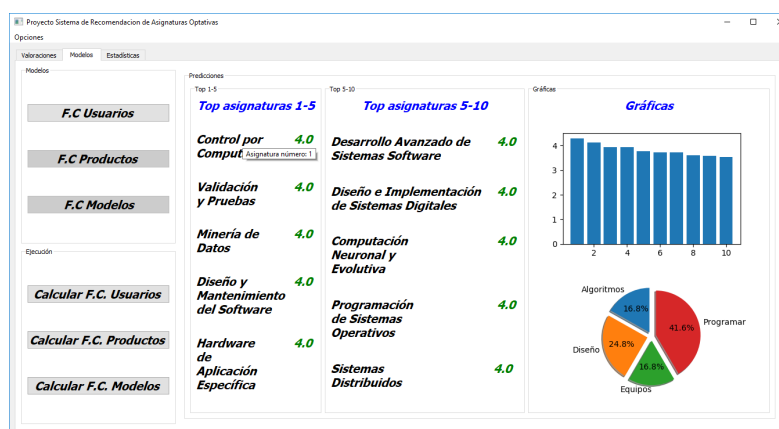 Proyecto Sistema de Recomendacion de Asignaturas Optativas
Opciones
Valoraciones Modelos Estadísticas
Modelos
F.C Usuarios
F.C Productos
F.C Modelos
Ejecución
Calcular F.C. Usuarios
Calcular F.C. Productos
Calcular F.C. Modelos
Predicciones
Top 1-5
Top asignaturas 1-5
Control por 4.0
Comput
Asignatura número: 1
Validación 4.0
y Pruebas
Minería de 4.0
Datos
Diseño y 4.0
Mantenimiento
del Software
Hardware 4.0
de
Aplicación
Específica
Top 5-10
Top asignaturas 5-10
Desarrollo Avanzado de 4.0
Sistemas Software
Diseño e Implementación 4.0
de Sistemas Digitales
Computación 4.0
Neuronal y
Evolutiva
Programación 4.0
de Sistemas
Operativos
Sistemas 4.0
Distribuidos
Gráficas
Gráficas
4
3
2
1
0
2 4 6 8 10
Algoritmos
16.8%
41.6%
Programar
24.8%
Diseño
16.8%
Equipos